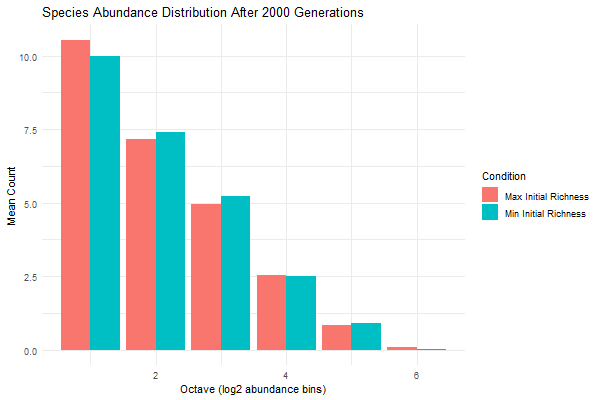 Species Abundance Distribution After 2000 Generations
Mean Count
10.0
7.5
5.0
2.5
0.0
2
4
6
Octave (log2 abundance bins)
Condition
Max Initial Richness
Min Initial Richness